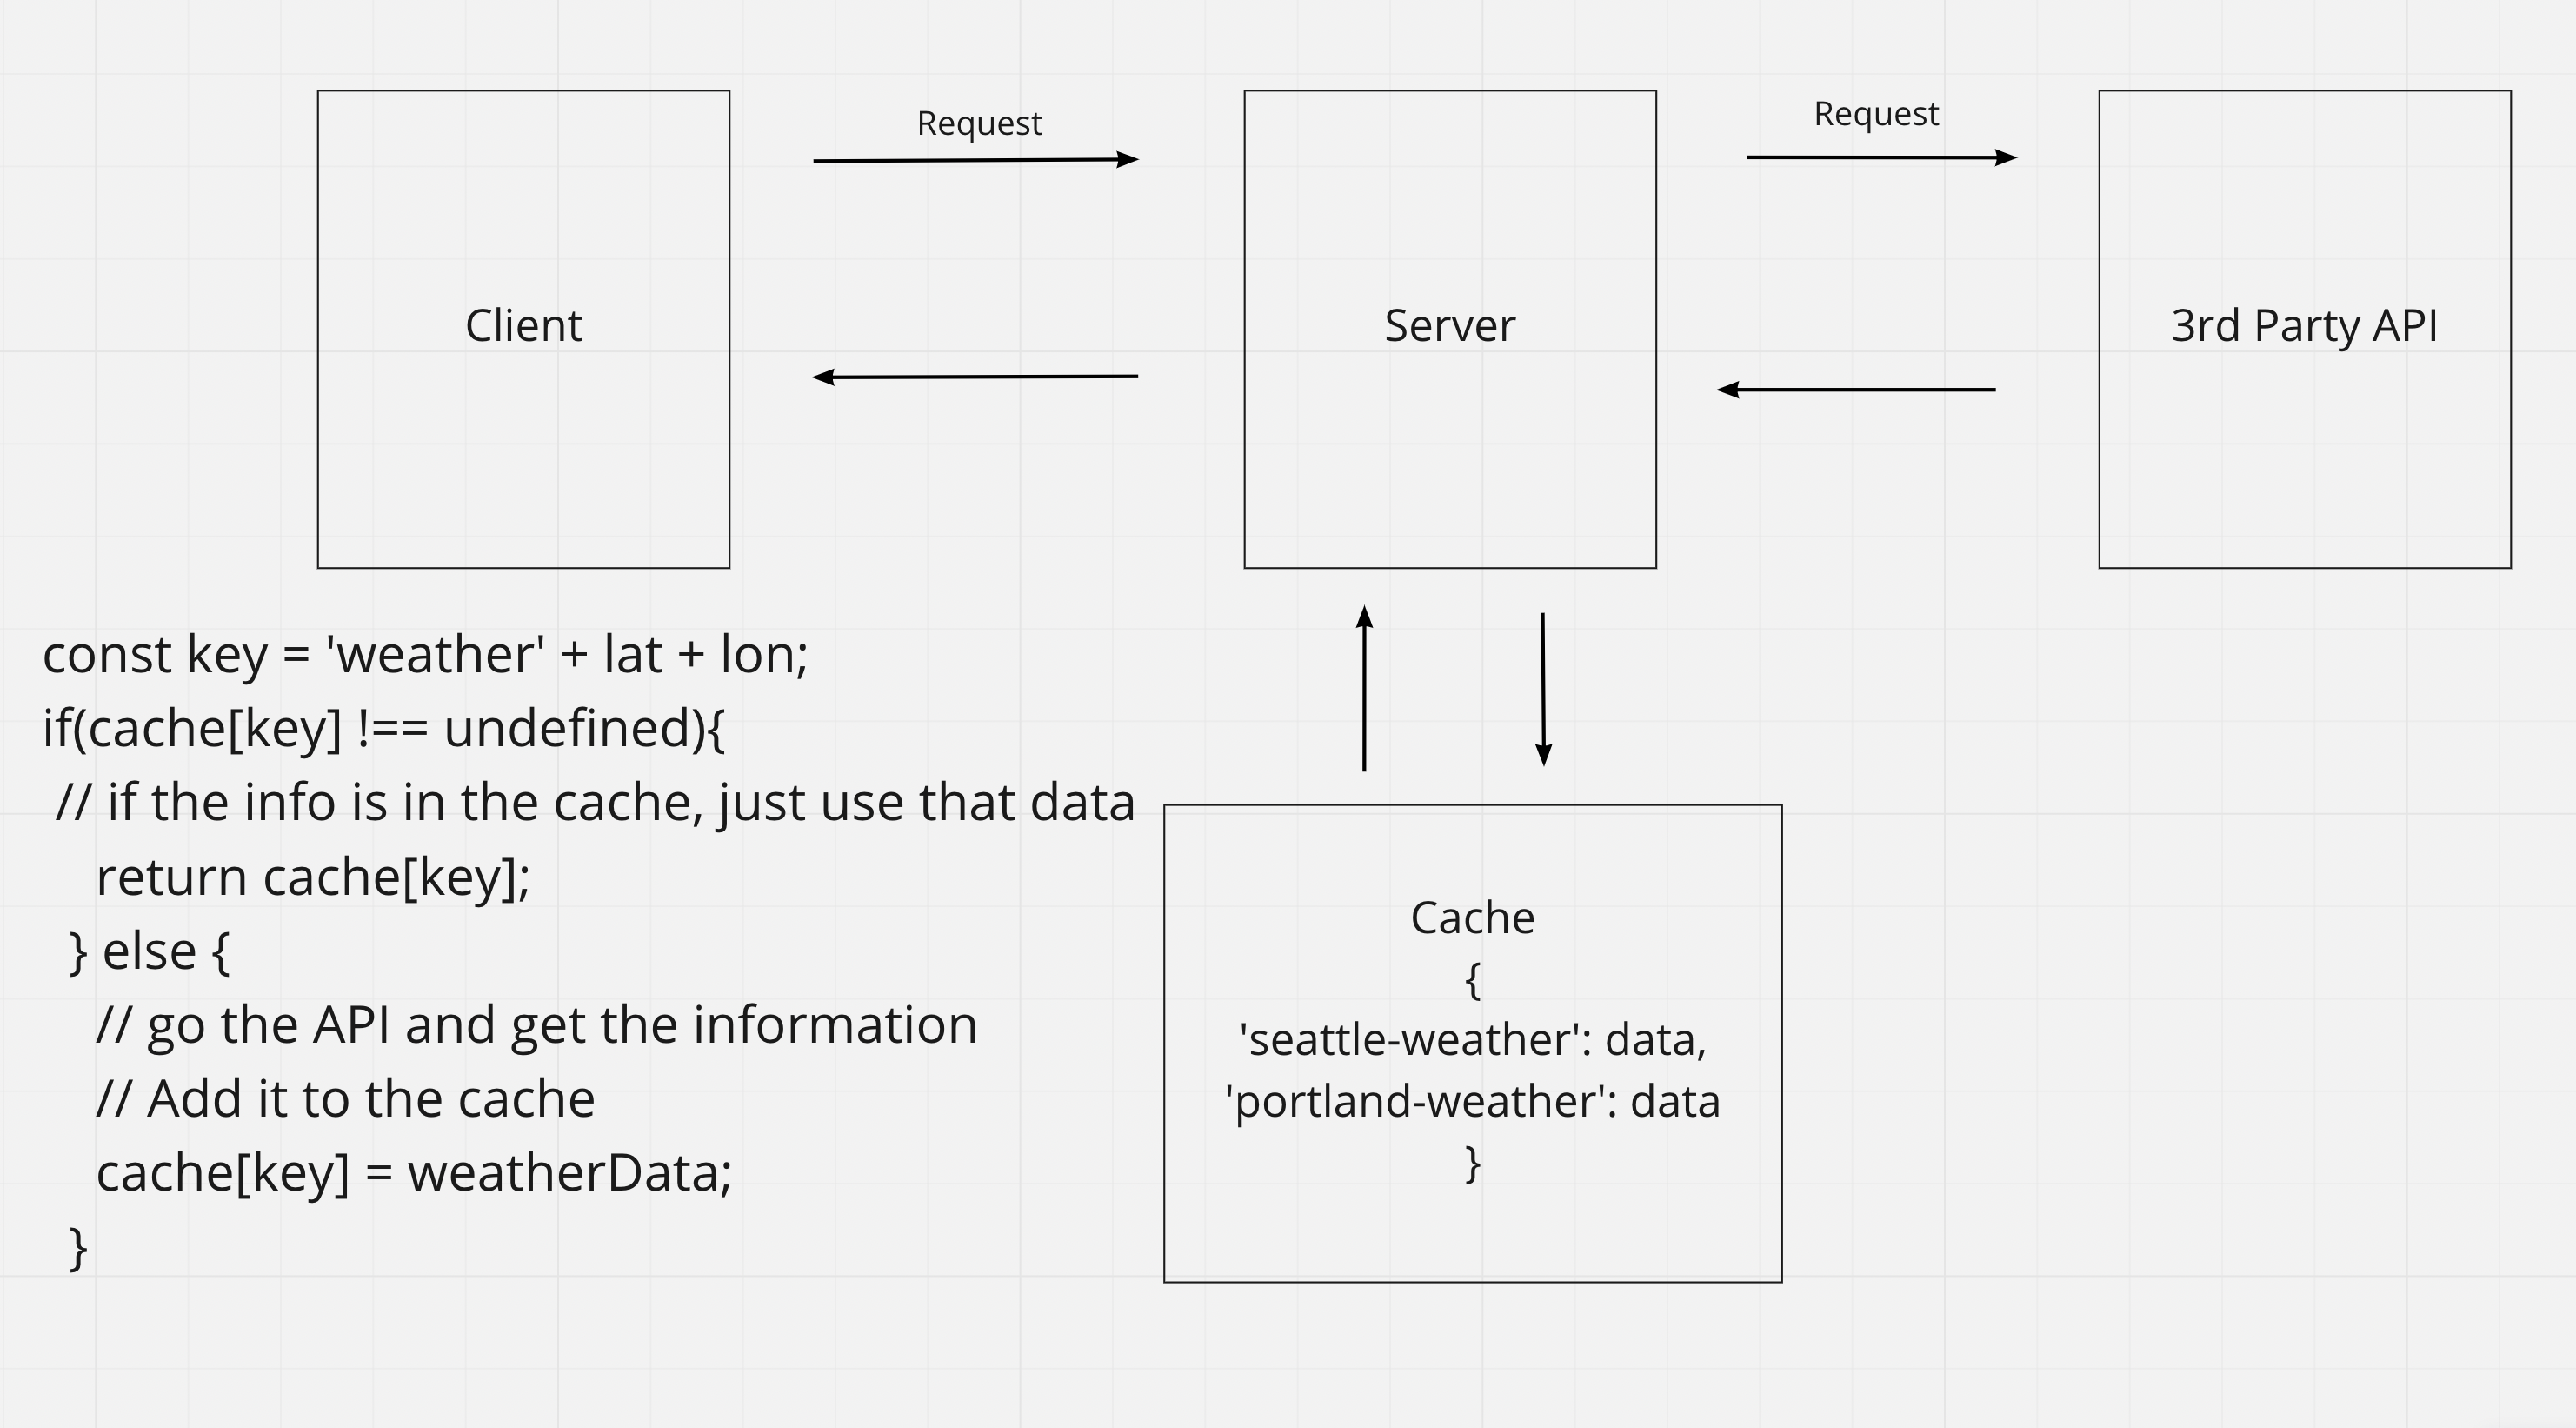 Request
Request
Client
Server
3rd Party API
const key = 'weather' + lat + lon;
if(cache[key] !== undefined){
// if the info is in the cache, just use that data
return cache[key];
} else {
// go the API and get the information
// Add it to the cache
cache[key] = weatherData;
}
Cache
{
'seattle-weather': data,
'portland-weather': data
}